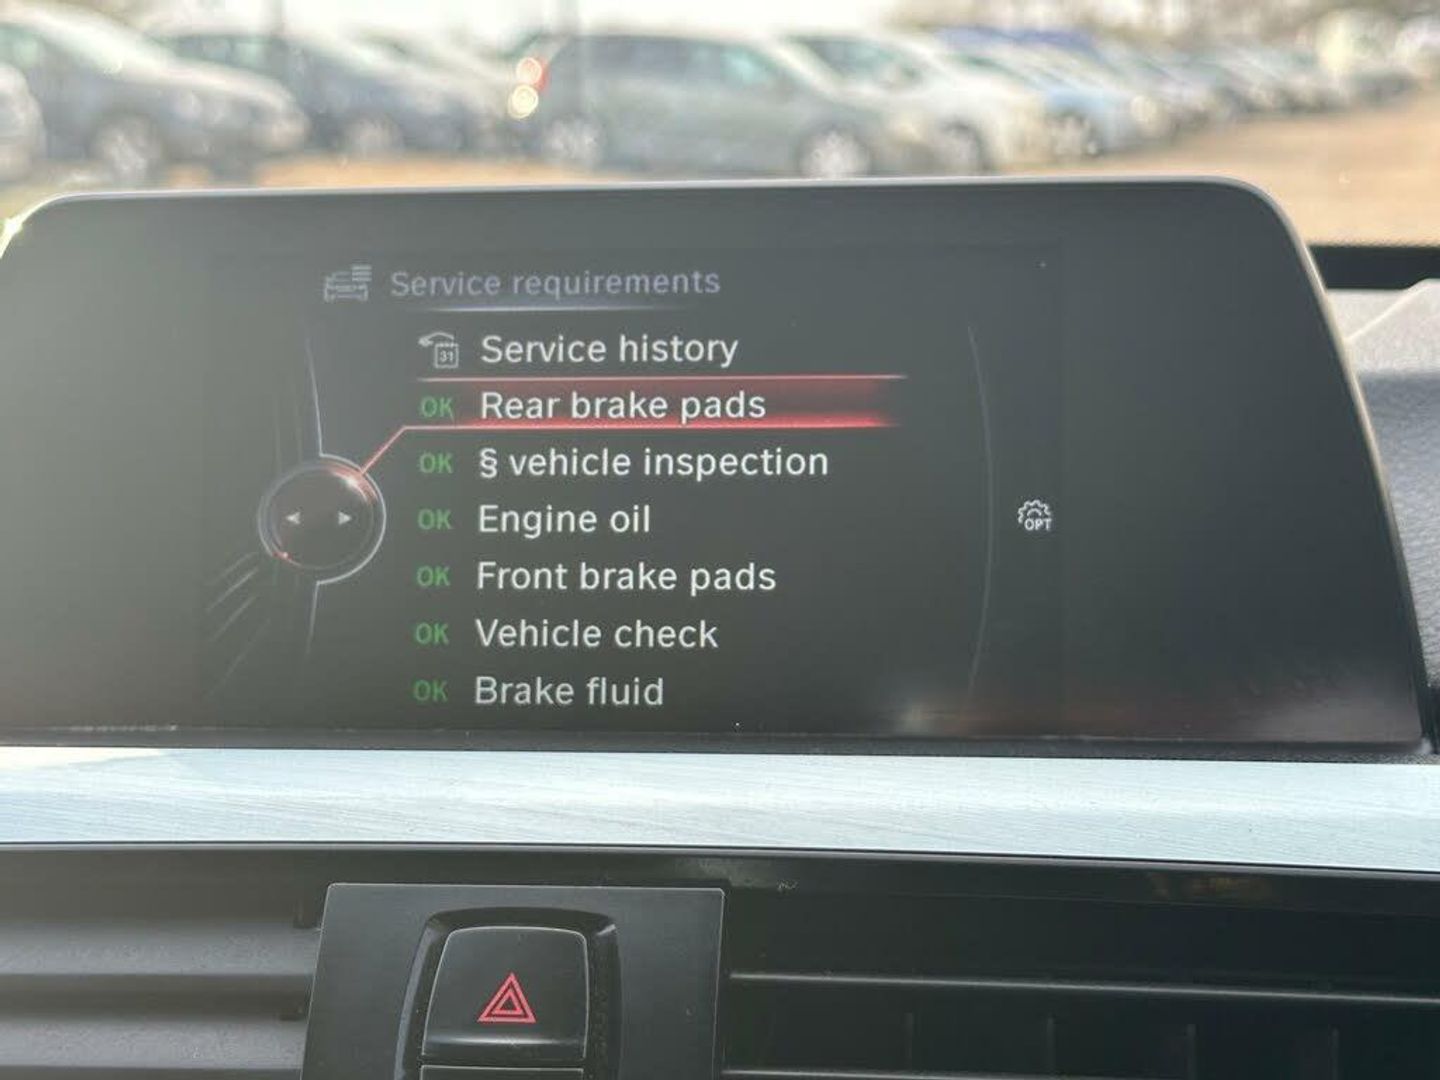 Service requirements
31 Service history
OK Rear brake pads
OK § vehicle inspection
OK Engine oil
OPT
OK Front brake pads
OK Vehicle check
OK Brake fluid